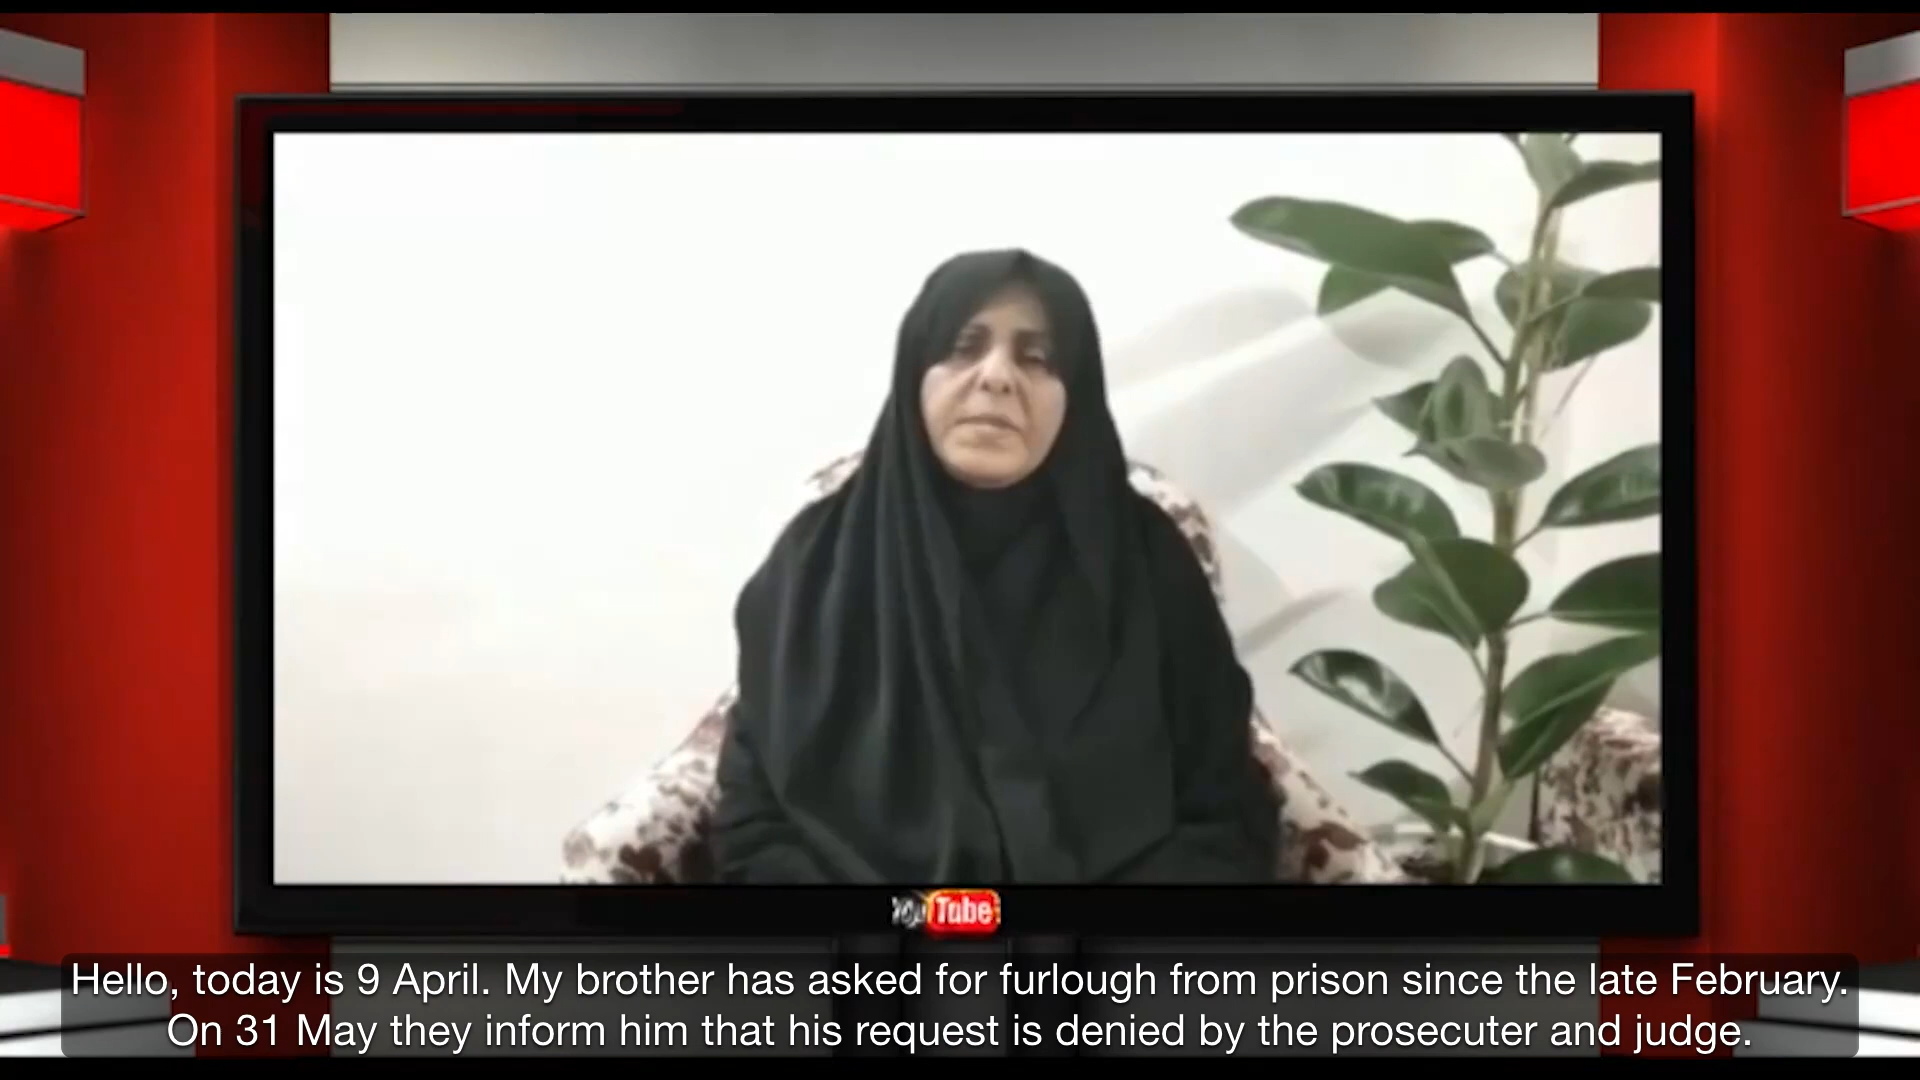 YouTube
Hello, today is 9 April. My brother has asked for furlough from prison since the late February.
On 31 May they inform him that his request is denied by the prosecuter and judge.